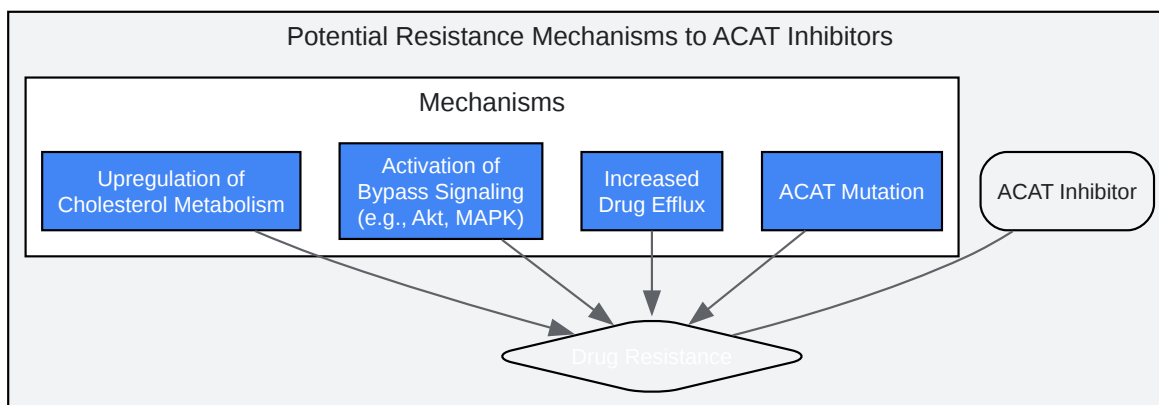 Potential Resistance Mechanisms to ACAT Inhibitors
Mechanisms
Upregulation of
Cholesterol Metabolism
Activation of
Bypass Signaling
(e.g., Akt, MAPK)
Increased
Drug Efflux
ACAT Mutation
ACAT Inhibitor
Drug Resistance